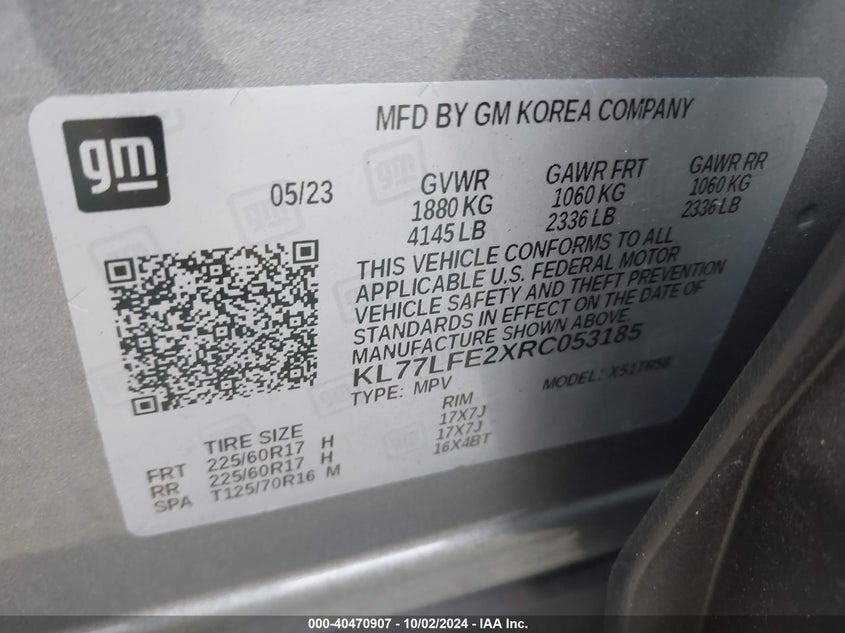 gm
MFD BY GM KOREA COMPANY
05/23
GVWR
1880 KG
4145 LB
GAWR FRT
1060 KG
2336 LB
GAWR RR
1060 KG
2336 LB
THIS VEHICLE CONFORMS TO ALL
APPLICABLE U.S. FEDERAL MOTOR
VEHICLE SAFETY AND THEFT PREVENTION
STANDARDS IN EFFECT ON THE DATE OF
MANUFACTURE SHOWN ABOVE.
KL77LFE2XRC053185
TYPE: MPV
MODEL: X51TR58
TIRE SIZE
RIM
FRT 225/60R17 H 17X7J
RR 225/60R17 H 17X7J
SPA T125/70R16 M 16X4BT
000-40470907 - 10/02/2024 - IAA Inc.